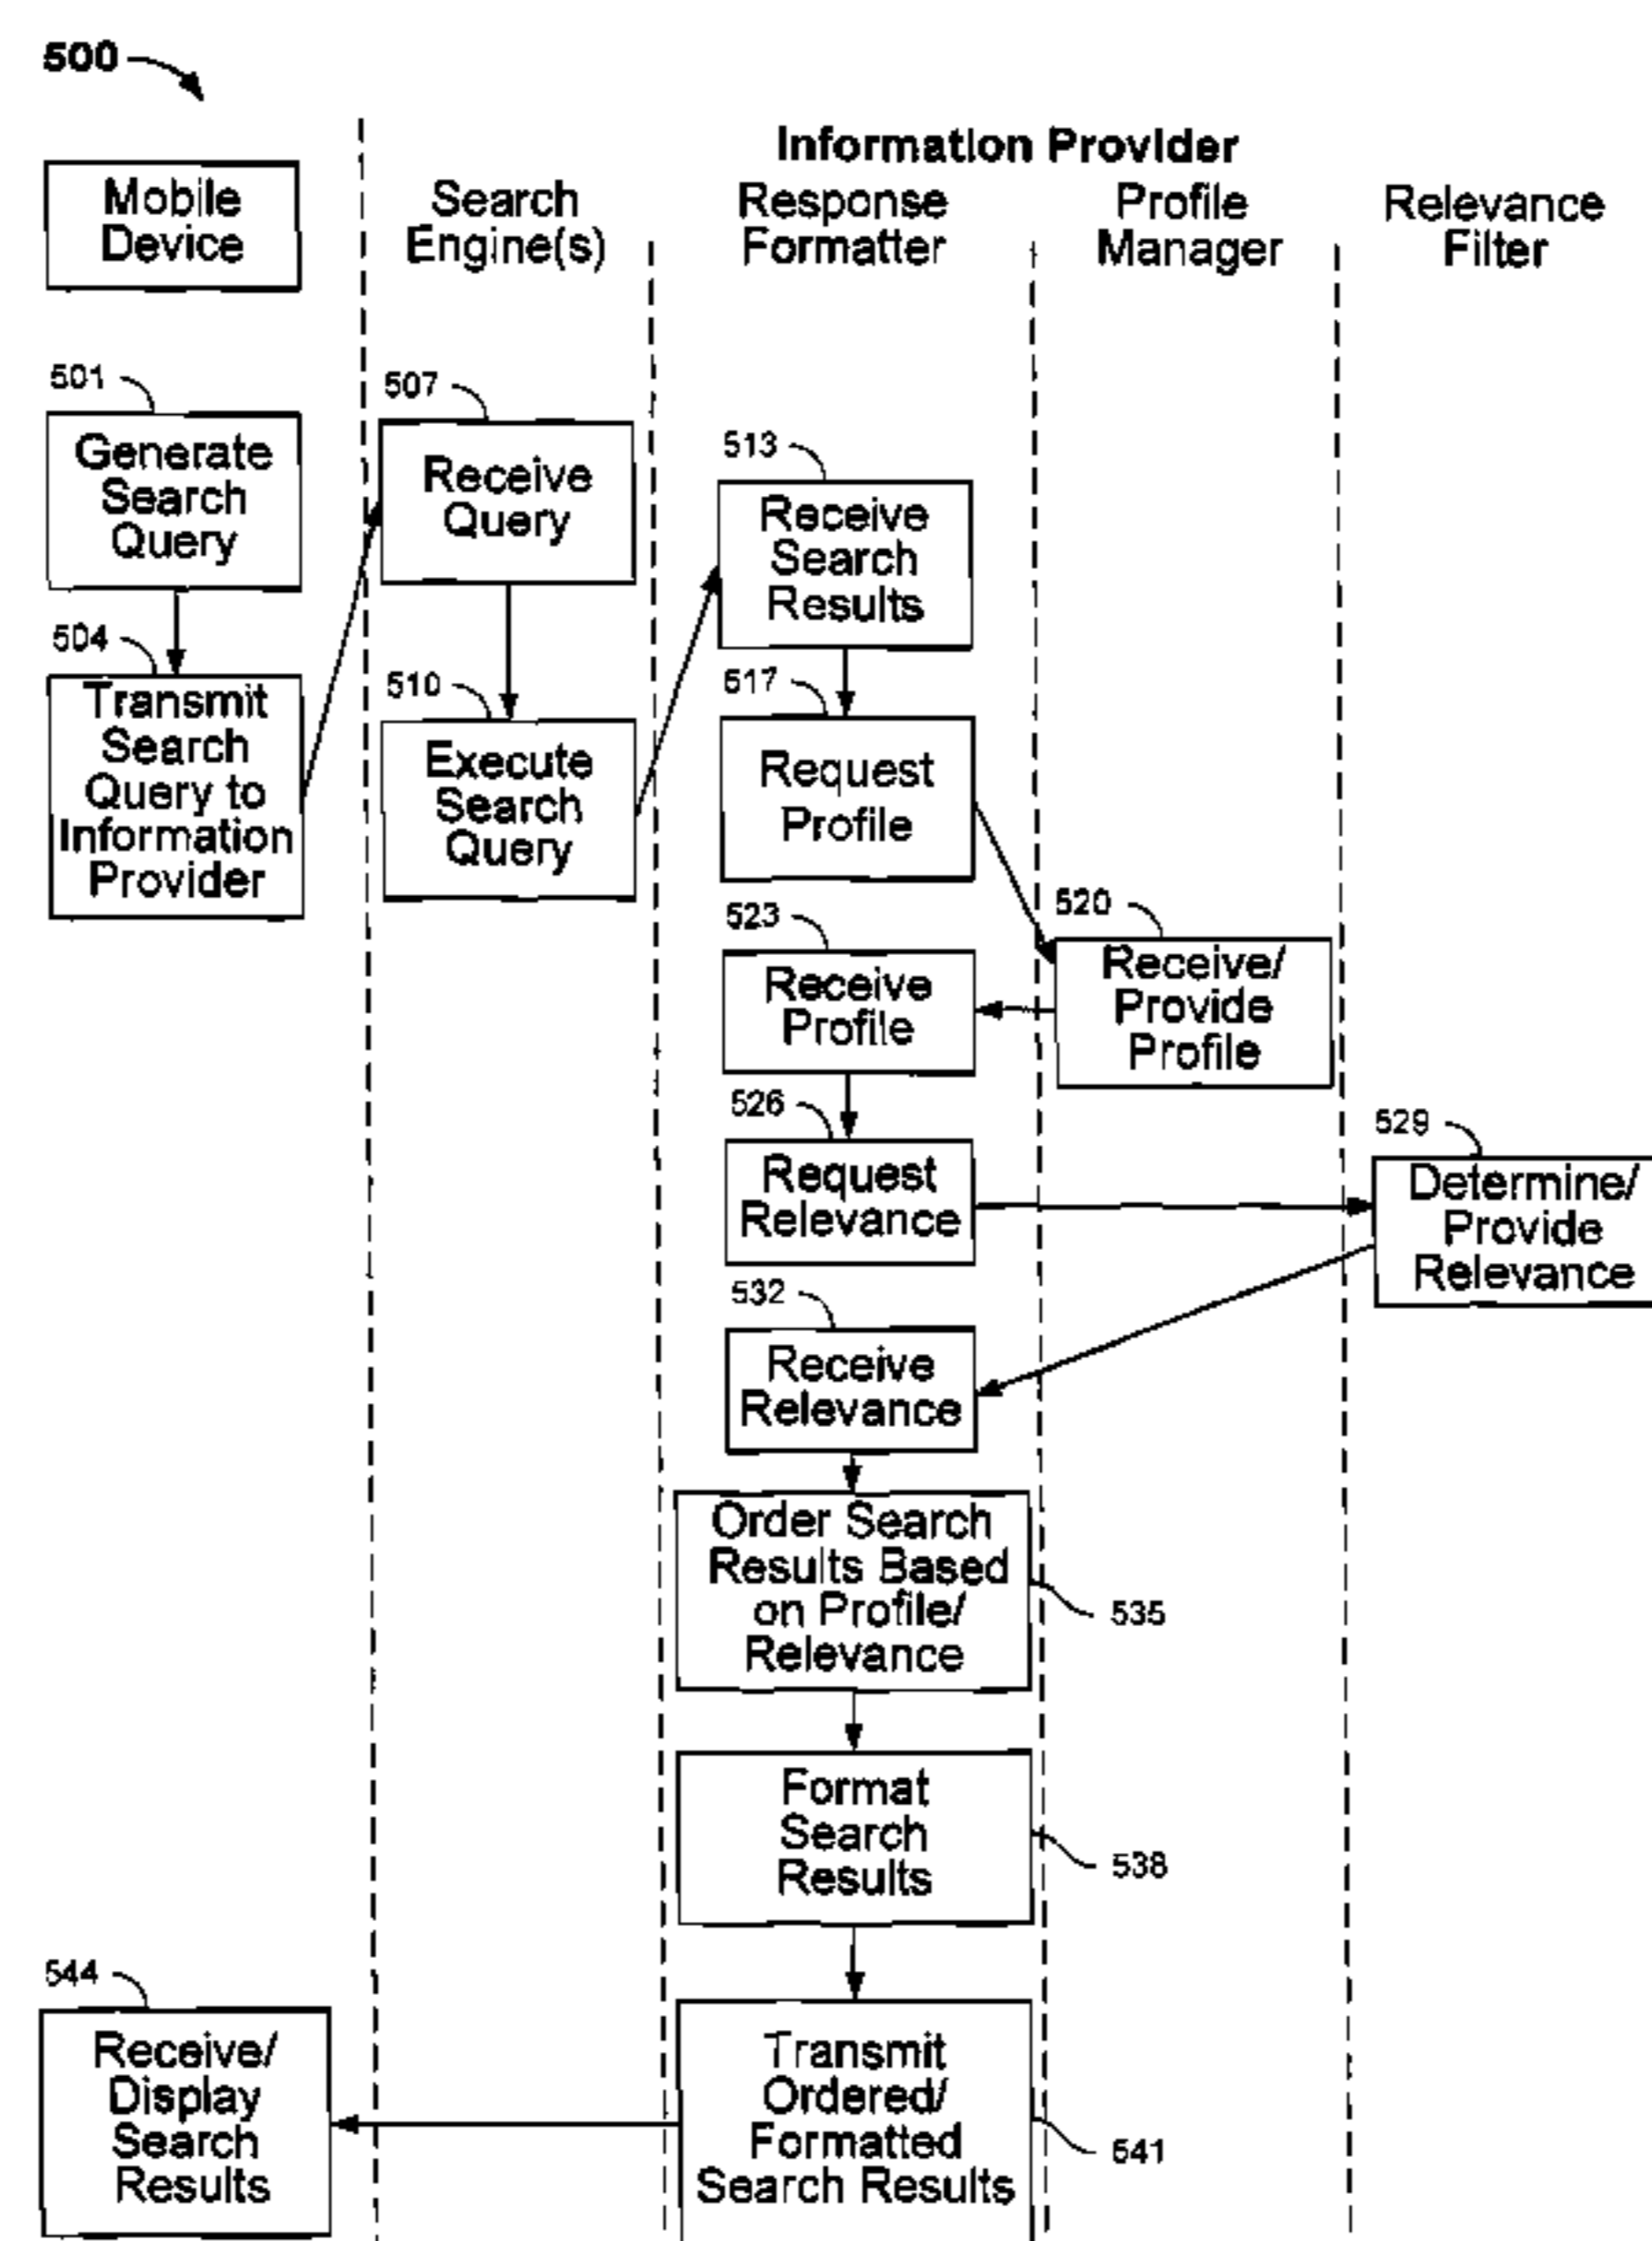 500
Information Provider
Mobile
Device
Search
Engine(s)
Response
Formatter
Profile
Manager
Relevance
Filter
501
Generate
Search
Query
504
Transmit
Search
Query to
Information
Provider
507
Receive
Query
510
Execute
Search
Query
513
Receive
Search
Results
517
Request
Profile
520
Receive/
Provide
Profile
523
Receive
Profile
526
Request
Relevance
529
Determine/
Provide
Relevance
532
Receive
Relevance
Order Search
Results Based
on Profile/
Relevance
535
Format
Search
Results
538
Transmit
Ordered/
Formatted
Search Results
541
544
Receive/
Display
Search
Results